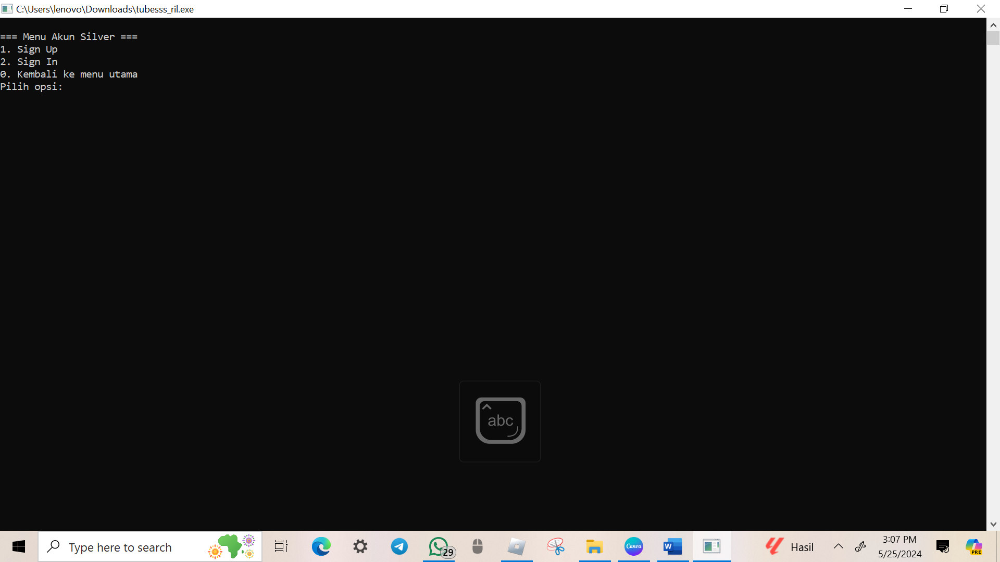 C:\Users\lenovo\Downloads\tubesss_ril.exe
=== Menu Akun Silver ===
1. Sign Up
2. Sign In
0. Kembali ke menu utama
Pilih opsi:
abc
Type here to search
29
Canva
W
Hasil
3:07 PM
5/25/2024
3
PRE